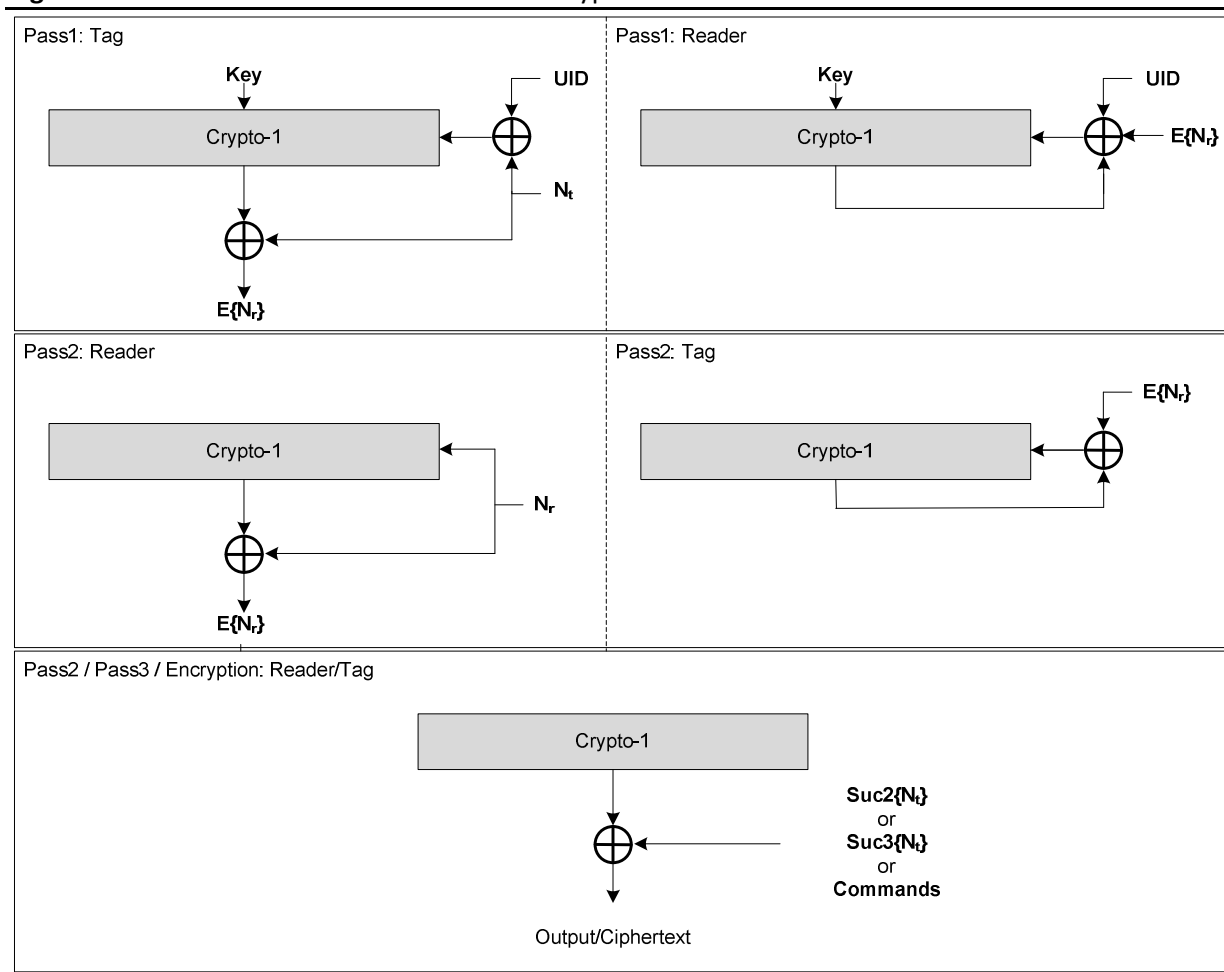 Pass1: Tag
Key
UID
Crypto-1
Nt
E{Nr}
Pass1: Reader
Key
UID
Crypto-1
E{Nr}
Pass2: Reader
Crypto-1
Nr
E{Nr}
Pass2: Tag
E{Nr}
Crypto-1
Pass2 / Pass3 / Encryption: Reader/Tag
Crypto-1
Suc2{Nt}
or
Suc3{Nt}
or
Commands
Output/Ciphertext